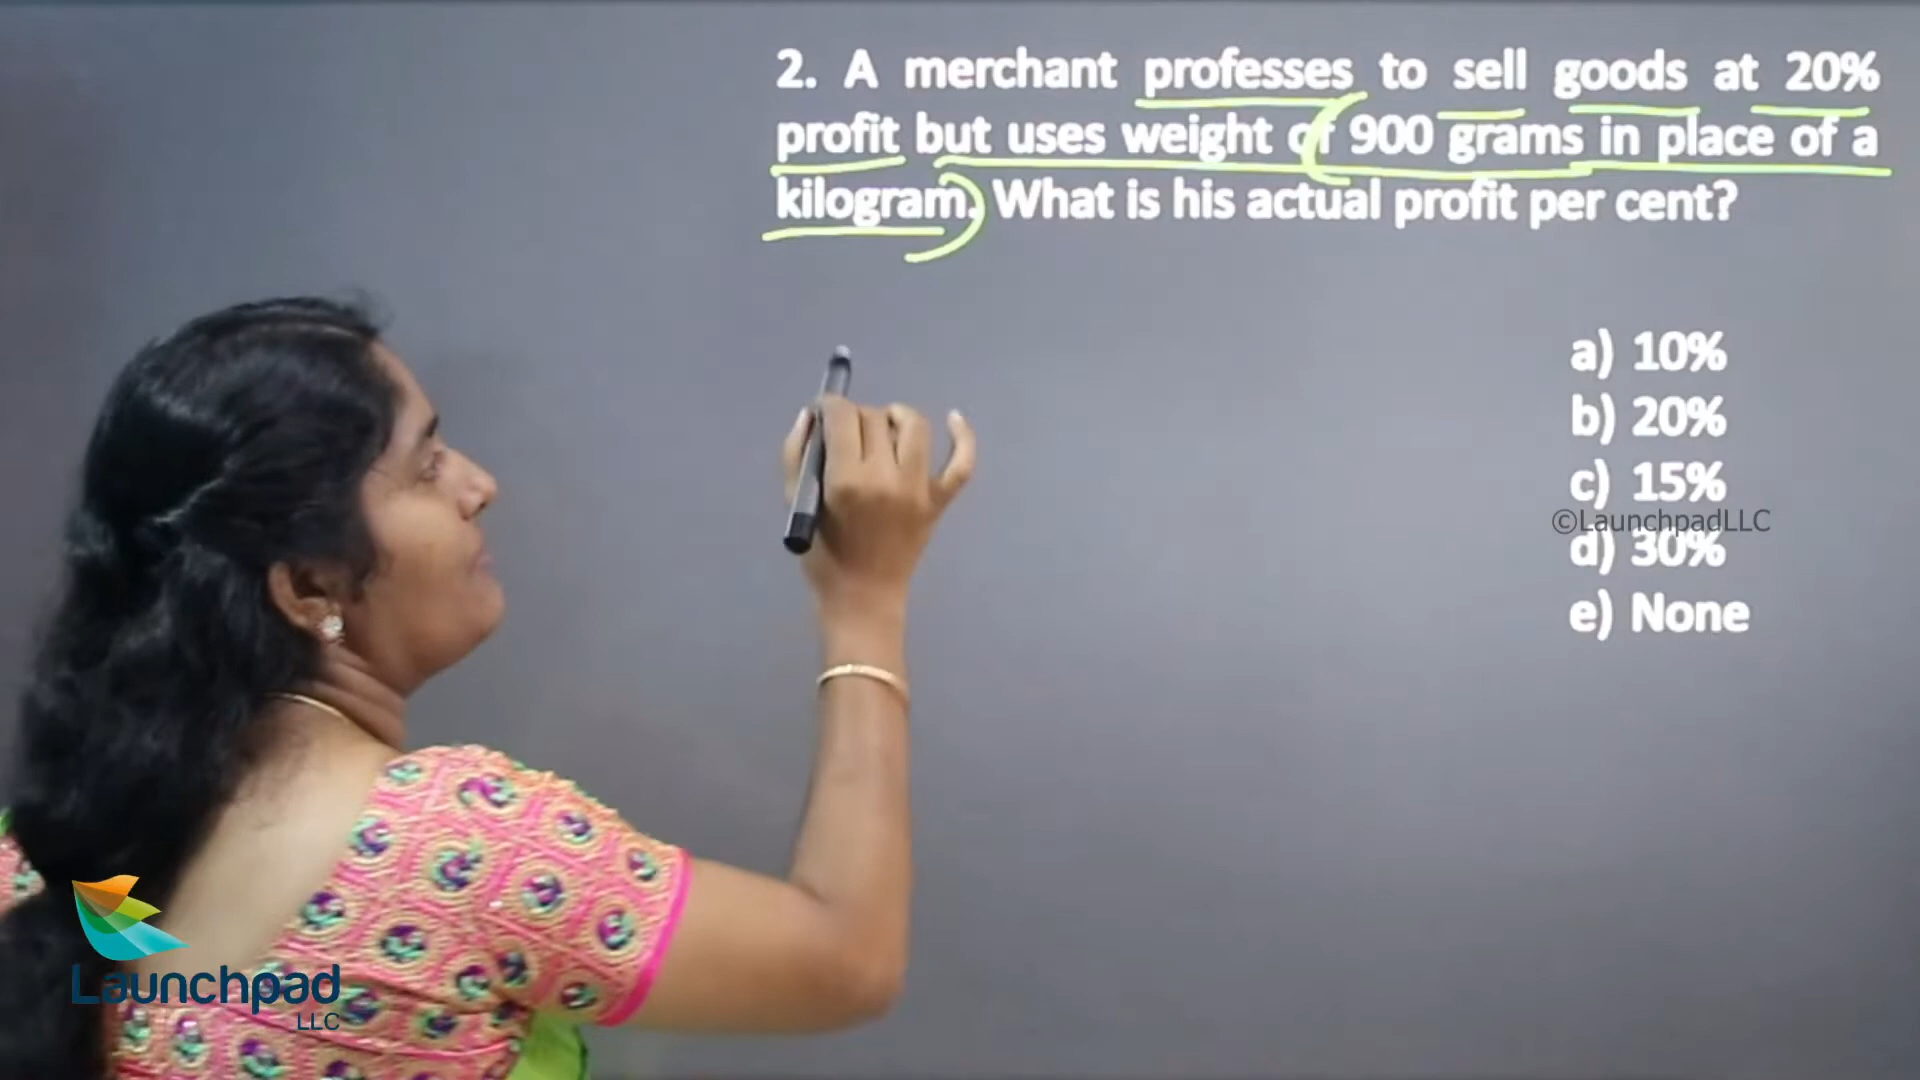 2. A merchant professes to sell goods at 20%
profit but uses weight of 900 grams in place of a
kilogram. What is his actual profit per cent?
a) 10%
b) 20%
c) 15%
©LaunchpadLLC
d) 30%
e) None
Launchpad
LLC